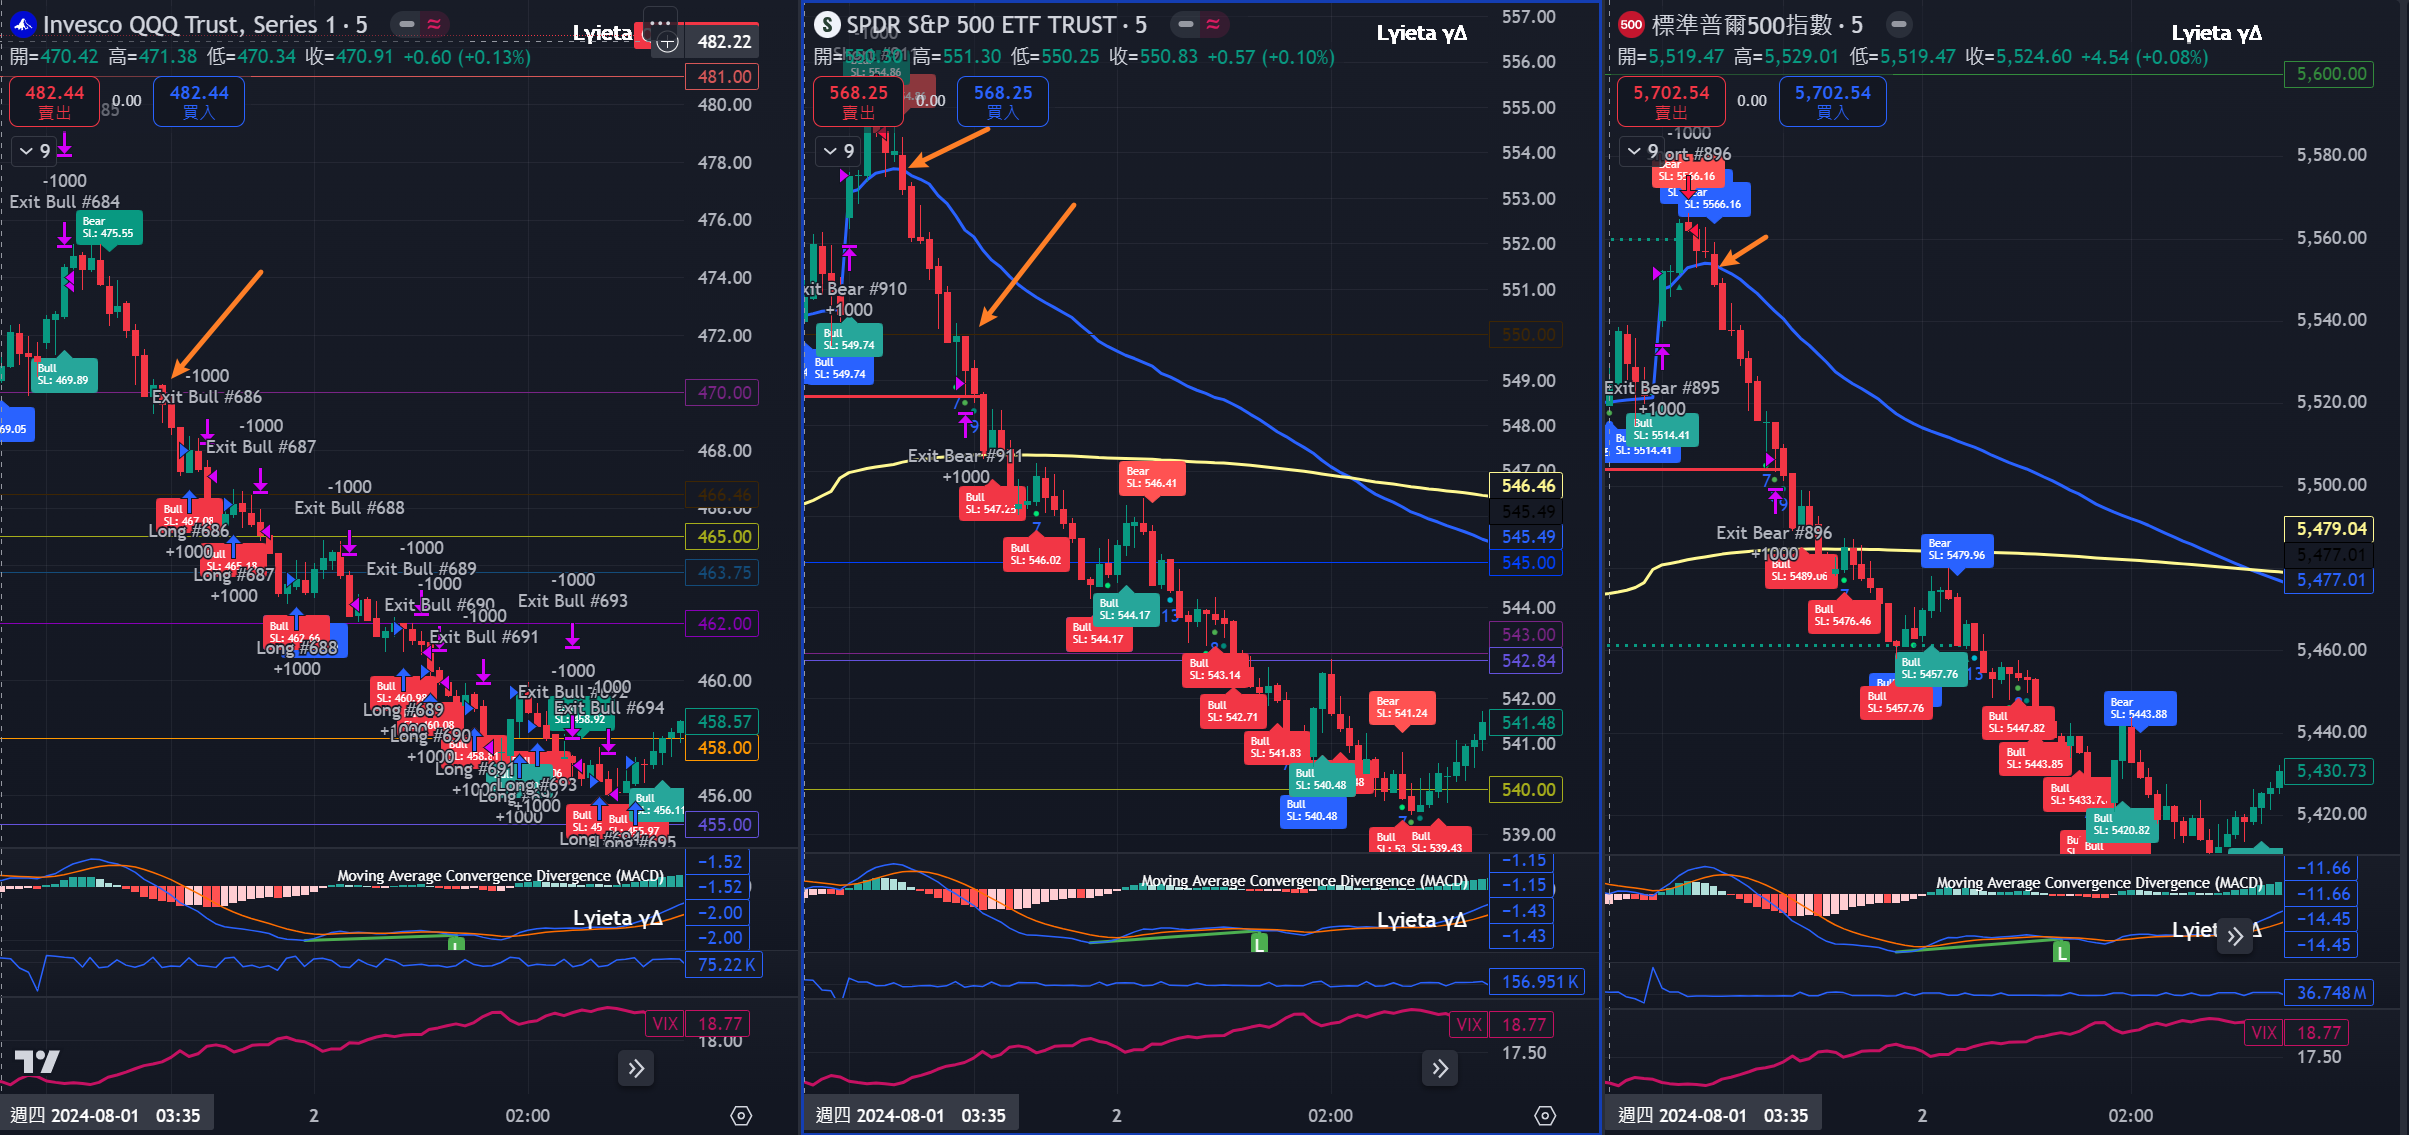 Invesco QQQ Trust, Series 1 · 5
Lyieta
482.22
開=470.42 高=471.38 低=470.34 收=470.91 +0.60 (+0.13%)
481.00
480.00
482.44
賣出
0.00
482.44
買入
9
478.00
-1000
Exit Bull #684
476.00
Bear
SL: 475.55
474.00
472.00
Bull
SL: 469.89
470.00
-1000
Exit Bull #686
-1000
Exit Bull #687
468.00
-1000
Exit Bull #688
466.46
466.00
Bull
SL: 467.08
Long #686
+1000
465.00
Long #687
+1000
463.75
-1000
Exit Bull #689
-1000
Exit Bull #690
-1000
Exit Bull #691
-1000
Exit Bull #693
462.00
Bull
SL: 462.66
Long #688
+1000
460.00
Bull
SL: 460.98
Long #689
Long #690
+1000
-1000
Exit Bull #694
458.57
458.00
Long #691
Long #693
+1000
456.00
Bull
455.00
−1.52
−1.52
−2.00
−2.00
Moving Average Convergence Divergence (MACD)
Lyieta γΔ
75.22K
VIX 18.77
18.00
週四 2024-08-01 03:35
2
02:00
SPDR S&P 500 ETF TRUST · 5
Lyieta γΔ
557.00
高=551.30 低=550.25 收=550.83 +0.57 (+0.10%)
556.00
568.25
賣出
0.00
568.25
買入
555.00
9
554.00
553.00
552.00
551.00
xit Bear #910
+1000
Bull
SL: 549.74
Bull
SL: 549.74
550.00
549.00
548.00
Exit Bear #911
+1000
547.00
546.46
545.49
545.49
545.00
Bull
SL: 547.25
Bear
SL: 546.41
7
Bull
SL: 546.02
Bull
SL: 544.17
Bull
SL: 544.17
13
544.00
543.00
542.84
Bull
SL: 543.14
Bull
SL: 542.71
542.00
Bear
SL: 541.24
541.48
541.00
Bull
SL: 541.83
Bull
SL: 540.48
Bull
SL: 540.48
540.00
539.00
Bull
Bull
SL: 539.43
−1.15
−1.15
−1.43
−1.43
Moving Average Convergence Divergence (MACD)
Lyieta γΔ
L
156.951K
VIX 18.77
17.50
週四 2024-08-01 03:35
2
02:00
500 標準普爾500指數 · 5
Lyieta γΔ
開=5,519.47 高=5,529.01 低=5,519.47 收=5,524.60 +4.54 (+0.08%)
5,600.00
5,702.54
賣出
0.00
5,702.54
買入
-1000
9
ort #896
Bear
SL: 5566.16
SL: 5566.16
5,580.00
5,560.00
5,540.00
5,520.00
Exit Bear #895
+1000
Bull
SL: 5514.41
5514.41
5,500.00
Exit Bear #896
+1000
5,479.04
5,477.01
5,477.01
Bull
SL: 5489.06
Bear
SL: 5479.96
Bull
SL: 5476.46
Bull
SL: 5457.76
Bull
SL: 5457.76
13
5,460.00
Bull
SL: 5447.82
Bear
SL: 5443.88
5,440.00
Bull
SL: 5443.85
5,430.73
Bull
Bull
SL: 5420.82
5,420.00
Bull
−11.66
−11.66
−14.45
−14.45
Moving Average Convergence Divergence (MACD)
Lyiet
L
36.748M
VIX 18.77
17.50
週四 2024-08-01 03:35
2
02:00